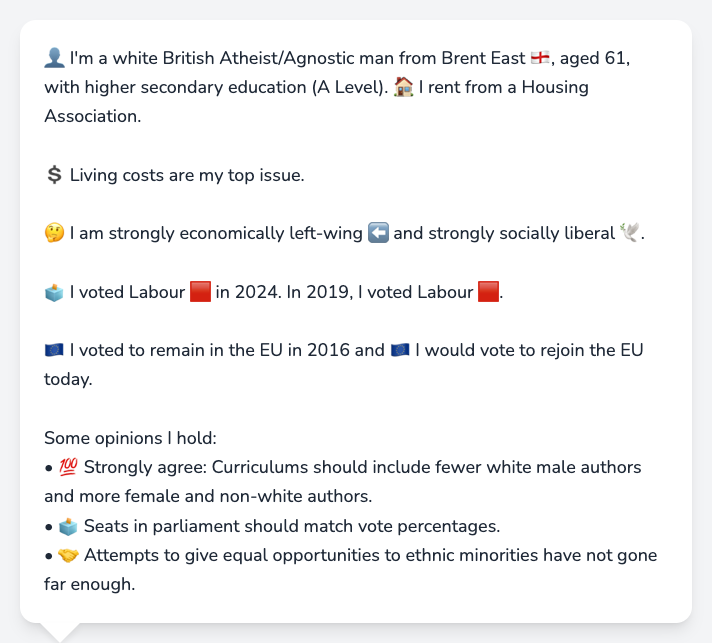 👤 I'm a white British Atheist/Agnostic man from Brent East 🏴󠁧󠁢󠁥󠁮󠁧󠁿, aged 61,
with higher secondary education (A Level). 🏠 I rent from a Housing
Association.
💲 Living costs are my top issue.
🤔 I am strongly economically left-wing ⬅️ and strongly socially liberal 🕊️.
🗳️ I voted Labour 🟥 in 2024. In 2019, I voted Labour 🟥.
🇪🇺 I voted to remain in the EU in 2016 and 🇪🇺 I would vote to rejoin the EU
today.
Some opinions I hold:
• 💯 Strongly agree: Curriculums should include fewer white male authors
and more female and non-white authors.
• 🗳️ Seats in parliament should match vote percentages.
• 🤝 Attempts to give equal opportunities to ethnic minorities have not gone
far enough.